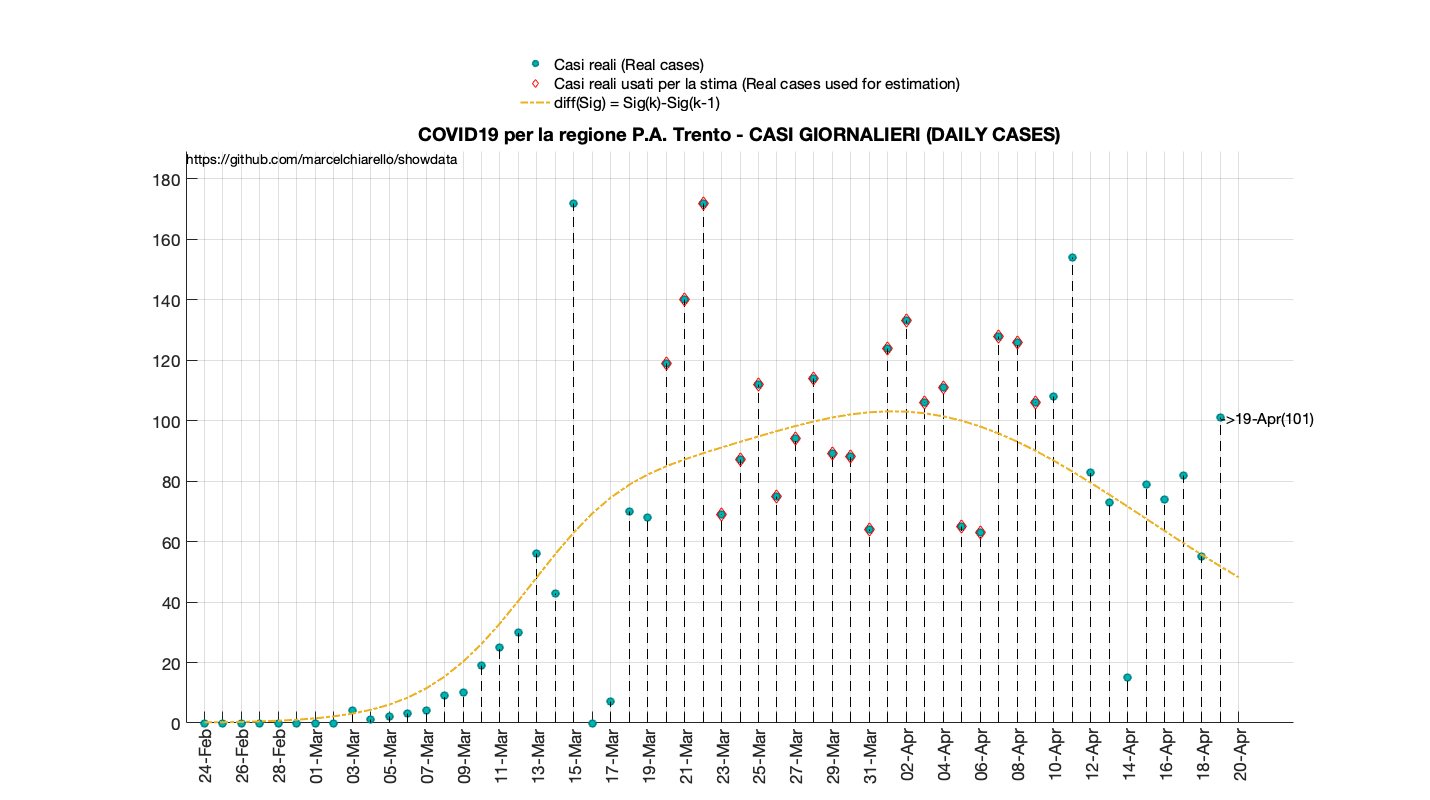 Casi reali (Real cases)
Casi reali usati per la stima (Real cases used for estimation)
diff(Sig) = Sig(k)-Sig(k-1)
COVID19 per la regione P.A. Trento - CASI GIORNALIERI (DAILY CASES)
https://github.com/marcelchiarello/showdata
180
160
140
120
100
80
60
40
20
0
->19-Apr(101)
24-Feb
26-Feb
28-Feb
01-Mar
03-Mar
05-Mar
07-Mar
09-Mar
11-Mar
13-Mar
15-Mar
17-Mar
19-Mar
21-Mar
23-Mar
25-Mar
27-Mar
29-Mar
31-Mar
02-Apr
04-Apr
06-Apr
08-Apr
10-Apr
12-Apr
14-Apr
16-Apr
18-Apr
20-Apr